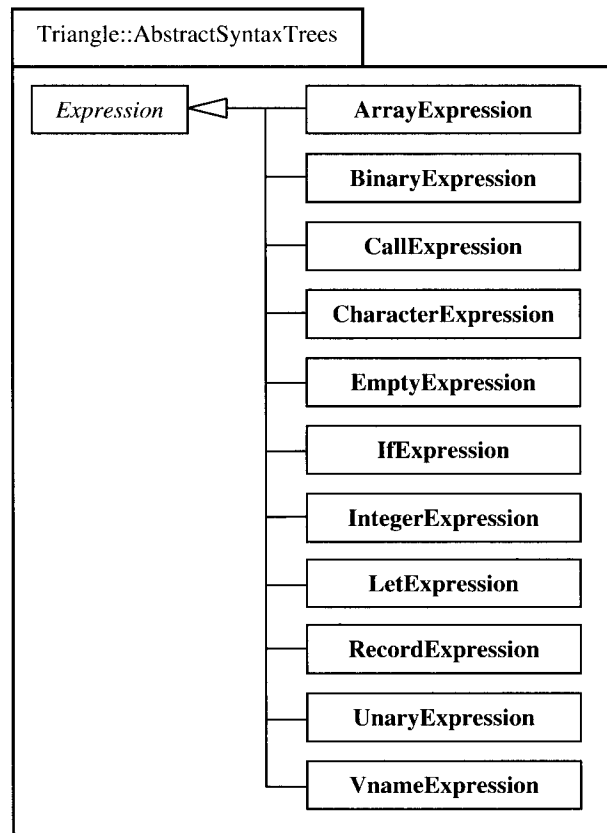 Triangle::AbstractSyntaxTrees
Expression
ArrayExpression
BinaryExpression
CallExpression
CharacterExpression
EmptyExpression
IfExpression
IntegerExpression
LetExpression
RecordExpression
UnaryExpression
VnameExpression